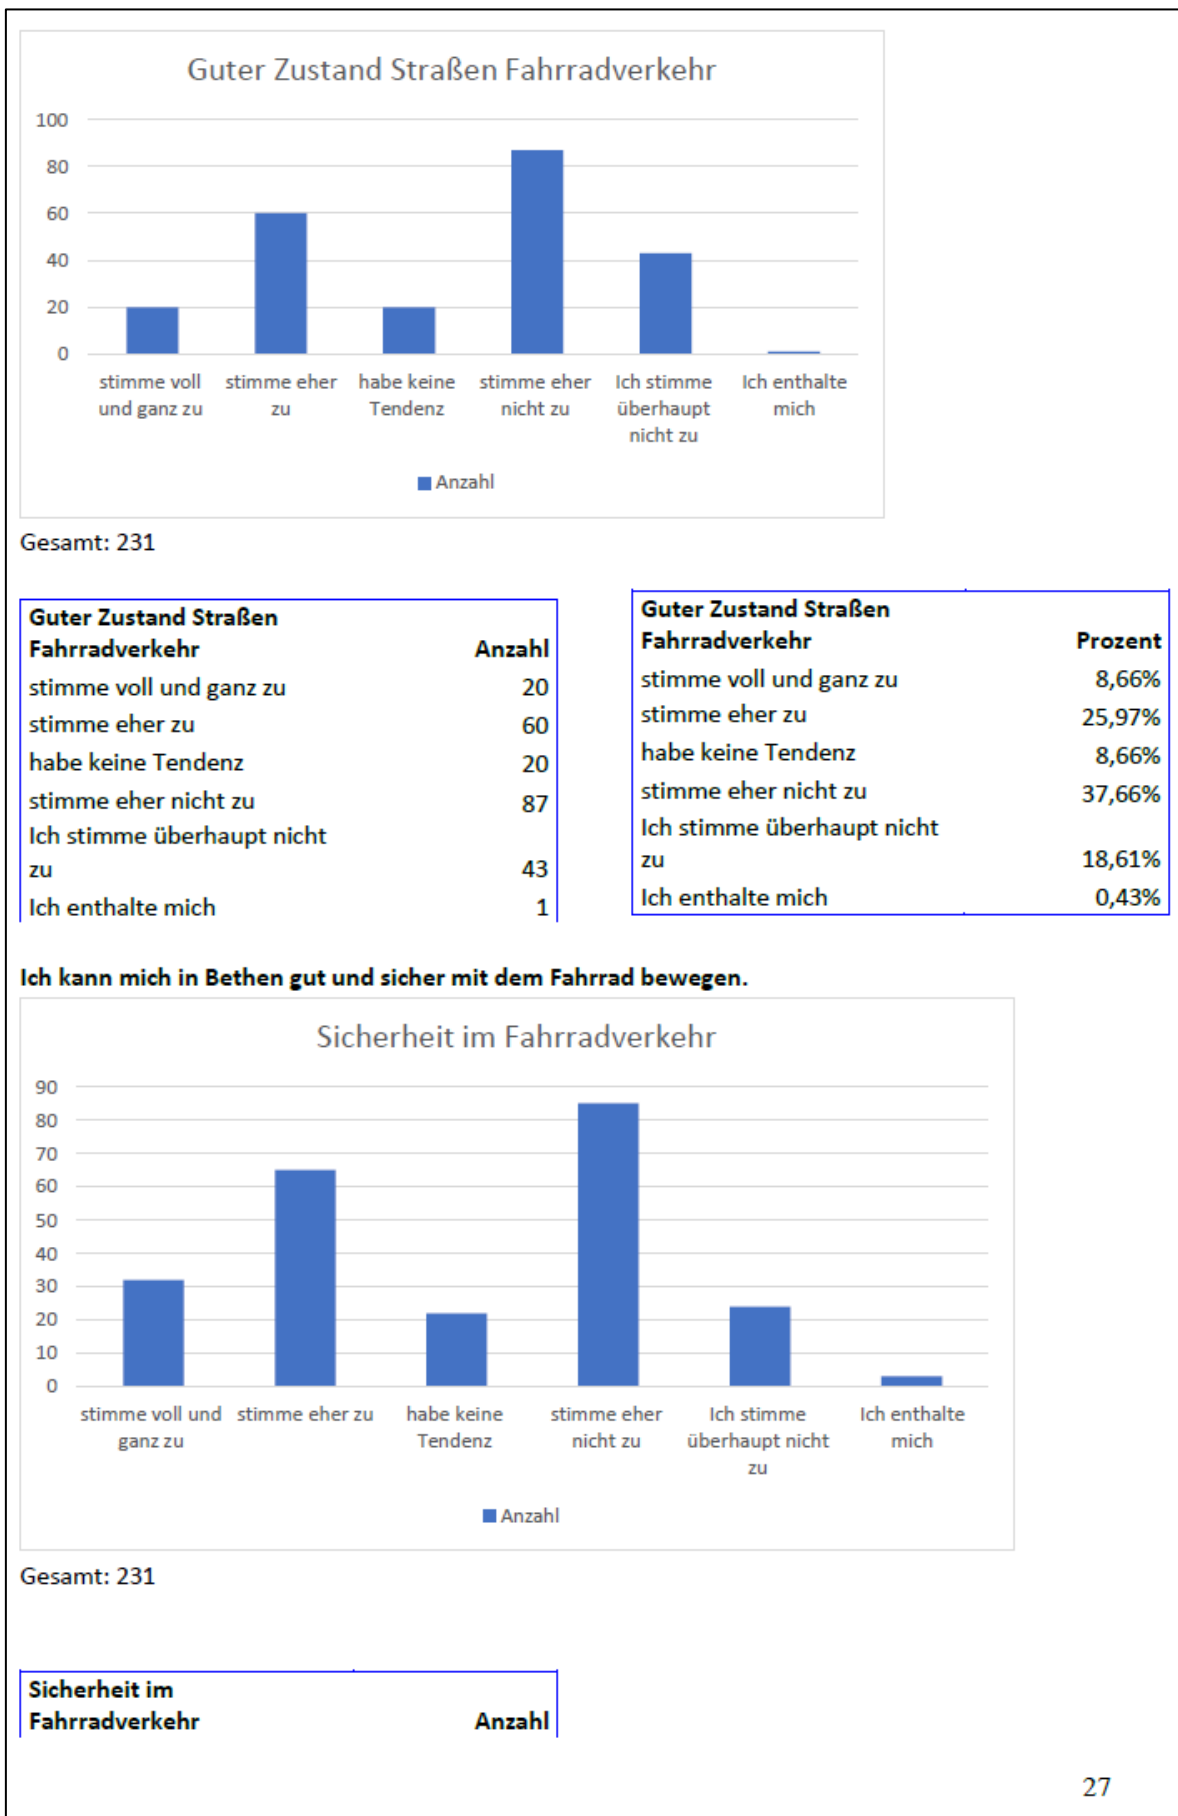 Guter Zustand Straßen Fahrradverkehr
100
80
60
40
20
0
stimme voll und ganz zu
stimme eher zu
habe keine Tendenz
stimme eher nicht zu
Ich stimme überhaupt nicht zu
Ich enthalte mich
Anzahl
Gesamt: 231
Guter Zustand Straßen
Fahrradverkehr Anzahl
stimme voll und ganz zu 20
stimme eher zu 60
habe keine Tendenz 20
stimme eher nicht zu 87
Ich stimme überhaupt nicht
zu 43
Ich enthalte mich 1
Guter Zustand Straßen
Fahrradverkehr Prozent
stimme voll und ganz zu 8,66%
stimme eher zu 25,97%
habe keine Tendenz 8,66%
stimme eher nicht zu 37,66%
Ich stimme überhaupt nicht
zu 18,61%
Ich enthalte mich 0,43%
Ich kann mich in Bethen gut und sicher mit dem Fahrrad bewegen.
Sicherheit im Fahrradverkehr
90
80
70
60
50
40
30
20
10
0
stimme voll und ganz zu
stimme eher zu
habe keine Tendenz
stimme eher nicht zu
Ich stimme überhaupt nicht zu
Ich enthalte mich
Anzahl
Gesamt: 231
Sicherheit im
Fahrradverkehr Anzahl
27